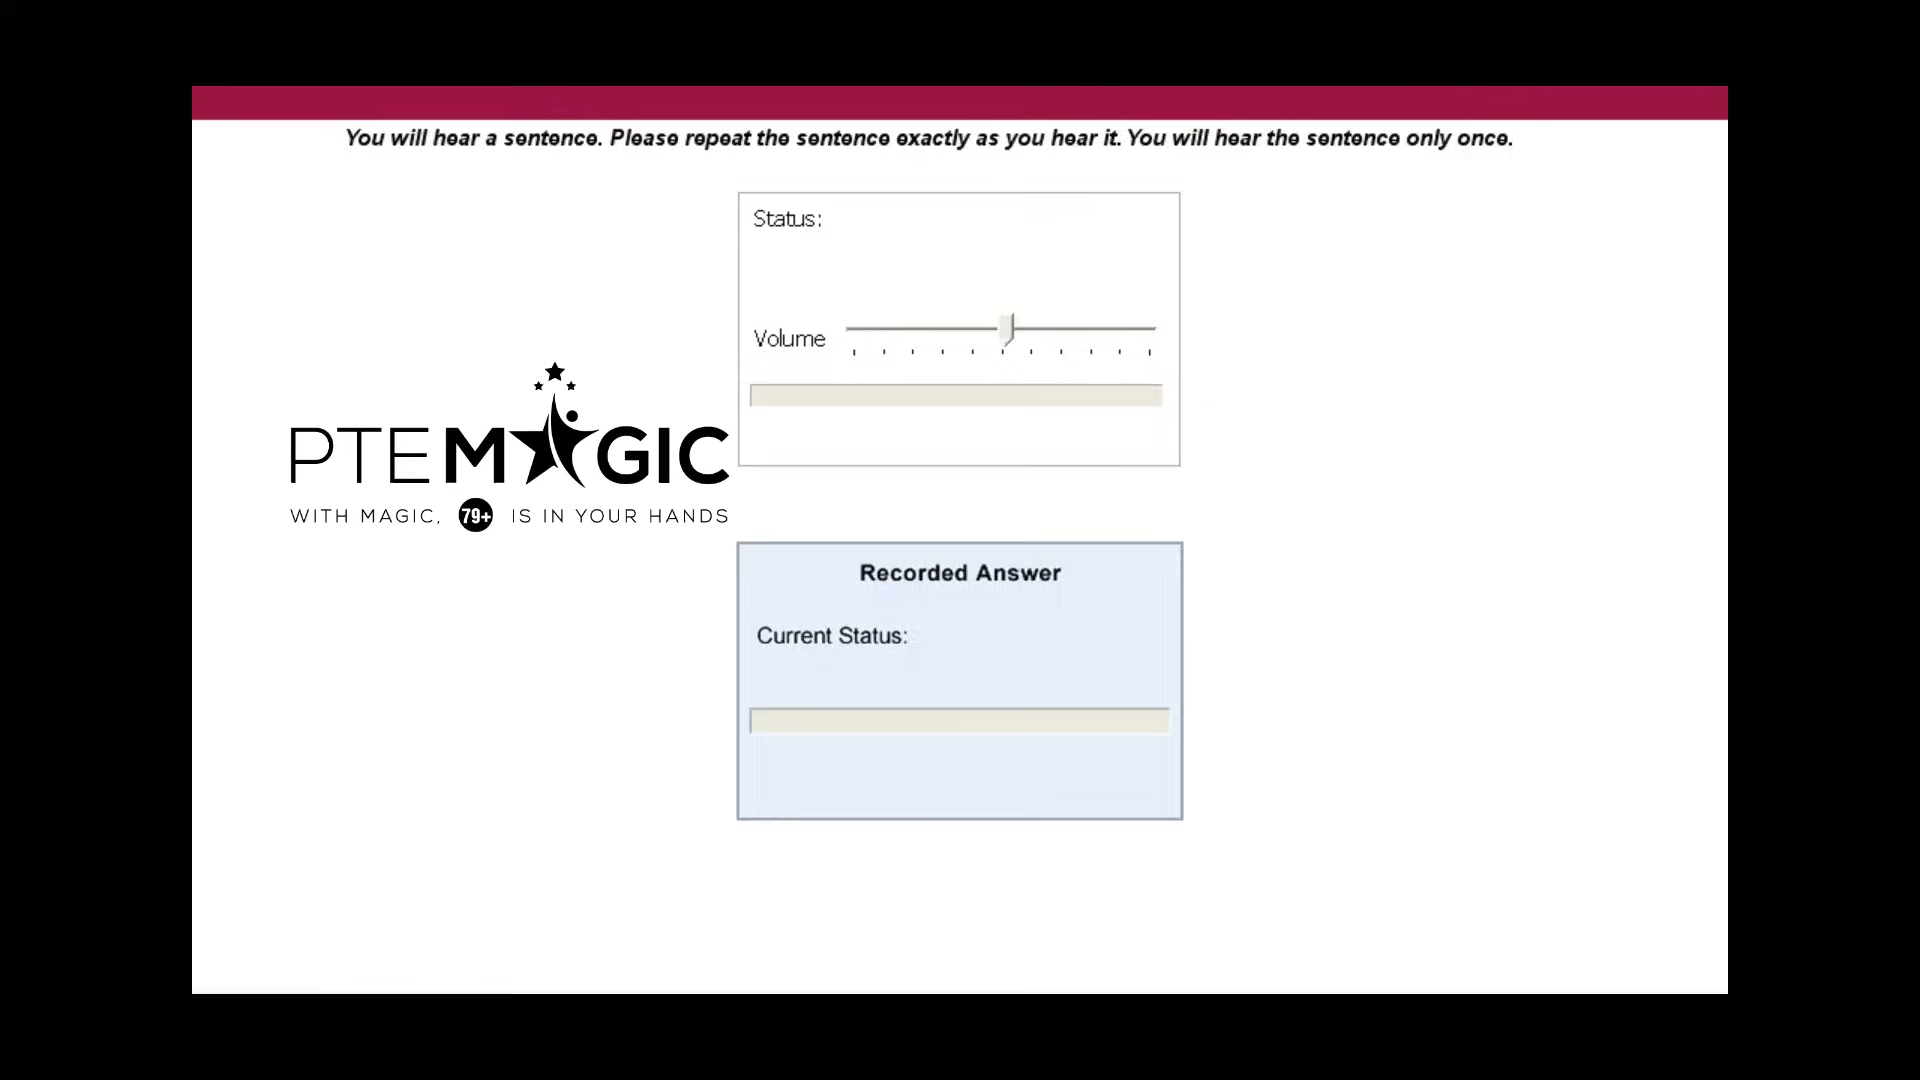 You will hear a sentence. Please repeat the sentence exactly as you hear it. You will hear the sentence only once.
Status:
Volume
PTEMAGIC
WITH MAGIC, 79+ IS IN YOUR HANDS
Recorded Answer
Current Status: